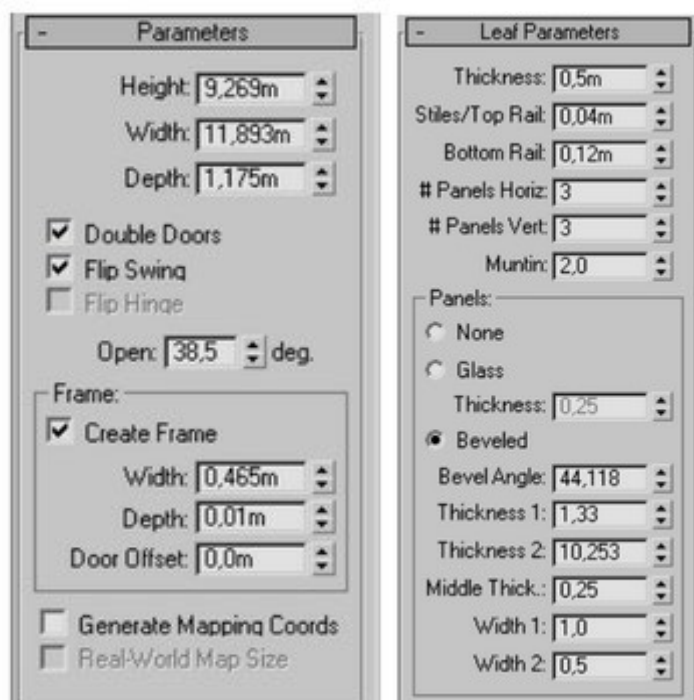 - Parameters
Height: 9,269m
Width: 11,893m
Depth: 1,175m
Double Doors
Flip Swing
Flip Hinge
Open: 38,5 deg.
Frame:
Create Frame
Width: 0,465m
Depth: 0,01m
Door Offset: 0,0m
Generate Mapping Coords
Real-World Map Size
- Leaf Parameters
Thickness: 0,5m
Stiles/Top Rail: 0,04m
Bottom Rail: 0,12m
# Panels Horiz: 3
# Panels Vert: 3
Muntin: 2,0
Panels:
None
Glass
Thickness: 0,25
Beveled
Bevel Angle: 44,118
Thickness 1: 1,33
Thickness 2: 10,253
Middle Thick.: 0,25
Width 1: 1,0
Width 2: 0,5